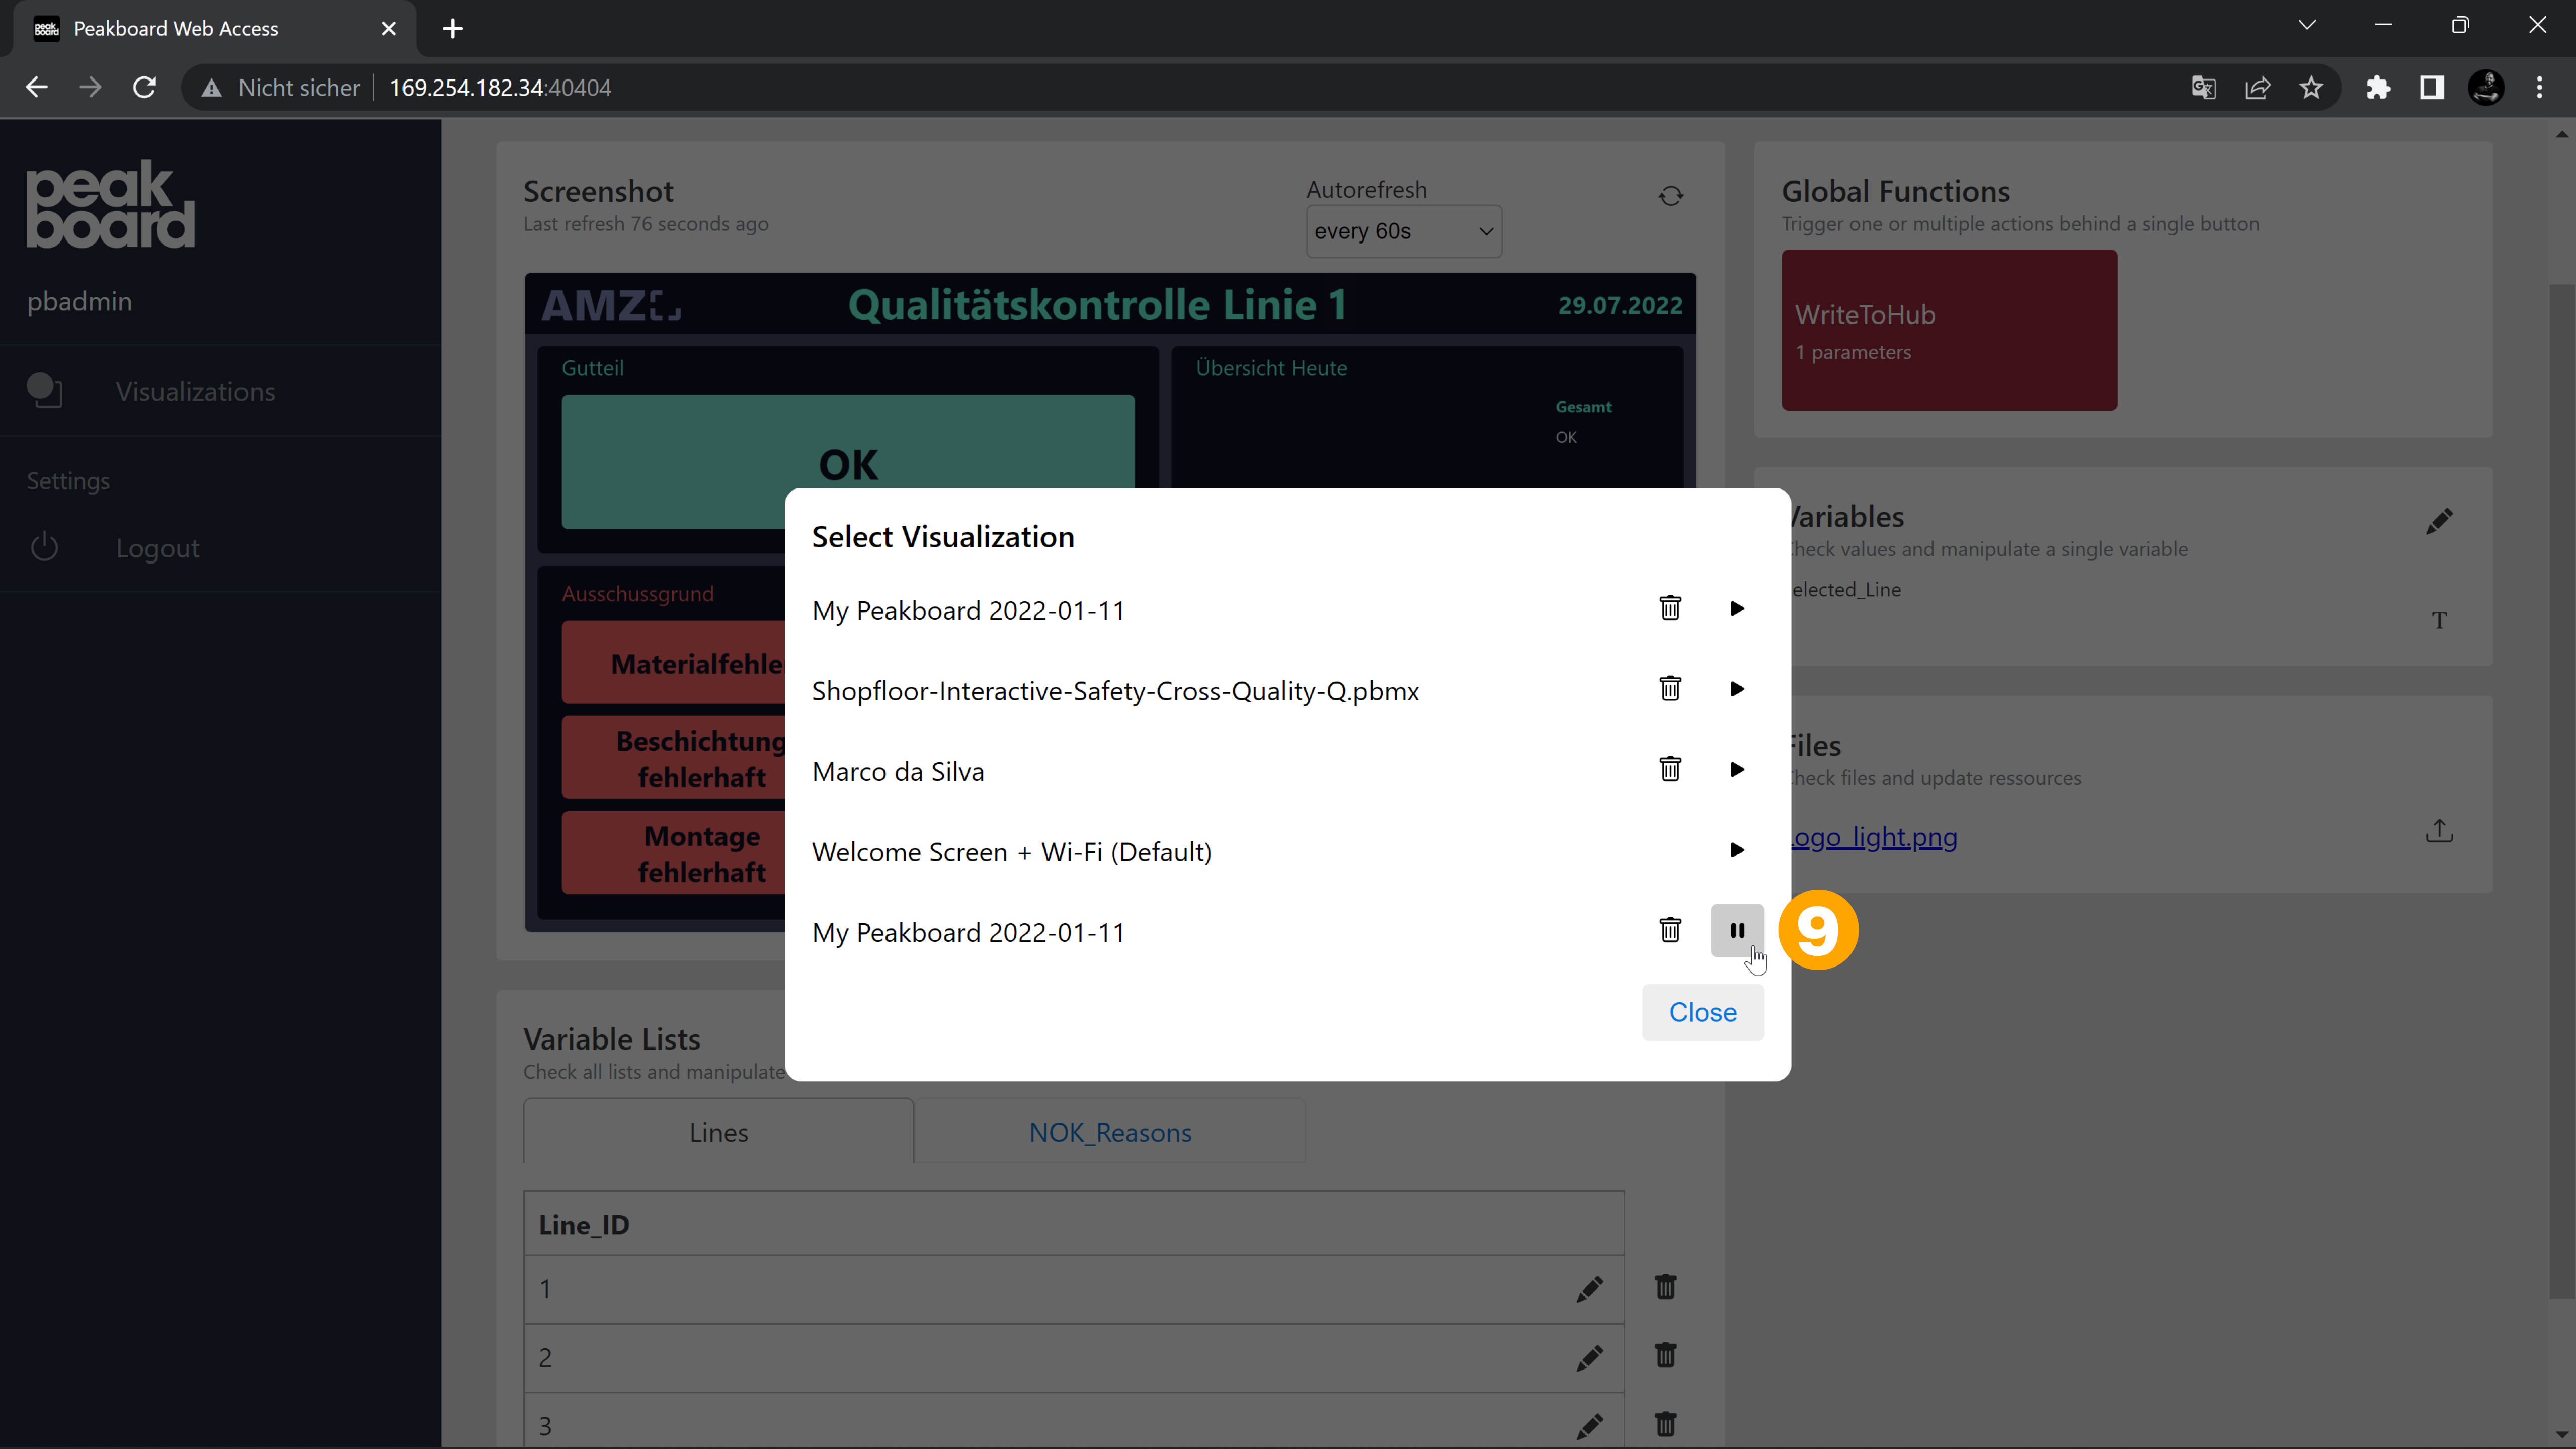 Peakboard Web Access
Nicht sicher
169.254.182.34:40404
peak
board
pbadmin
Visualizations
Settings
Logout
Screenshot
Last refresh 76 seconds ago
Autorefresh
every 60s
AMZ
Qualitätskontrolle Linie 1
29.07.2022
Gutteil
OK
Übersicht Heute
Gesamt
OK
Ausschussgrund
Materialfehle
Beschichtung
fehlerhaft
Montage
fehlerhaft
Global Functions
Trigger one or multiple actions behind a single button
WriteToHub
1 parameters
Variables
heck values and manipulate a single variable
elected_Line
T
Files
heck files and update ressources
ogo_light.png
Select Visualization
My Peakboard 2022-01-11
Shopfloor-Interactive-Safety-Cross-Quality-Q.pbmx
Marco da Silva
Welcome Screen + Wi-Fi (Default)
My Peakboard 2022-01-11
9
Close
Variable Lists
Check all lists and manipulate
Lines
NOK_Reasons
Line_ID
1
2
3